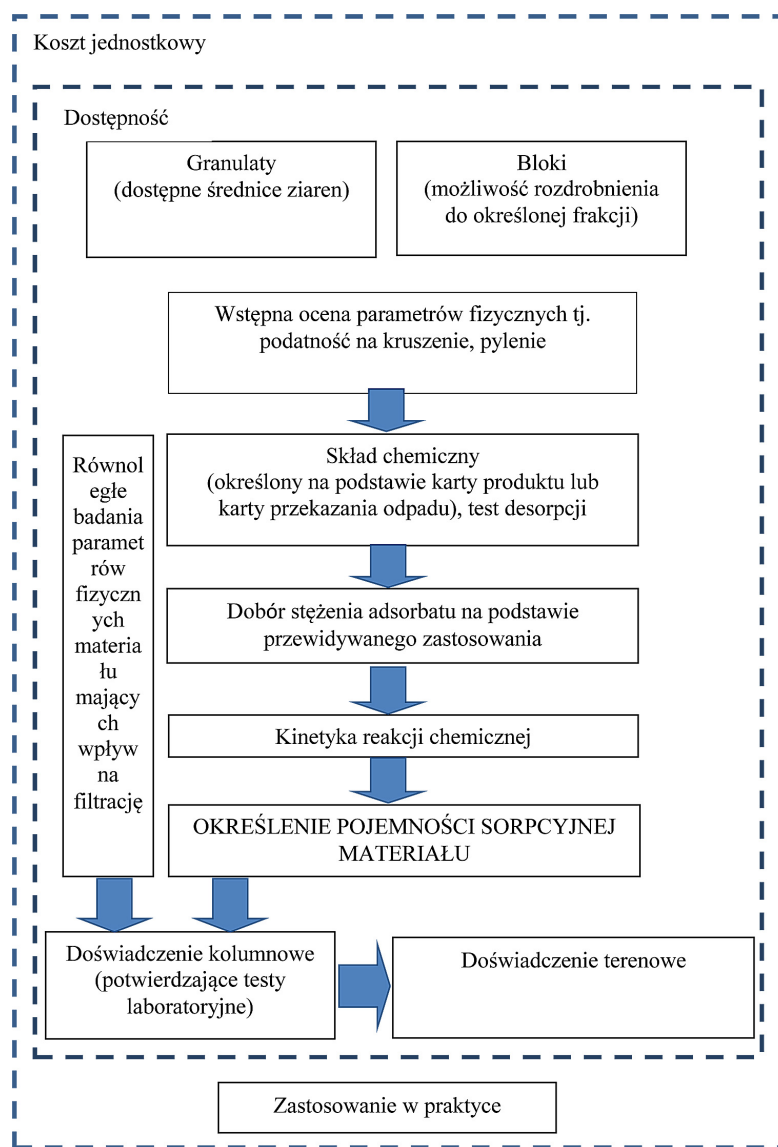 Koszt jednostkowy
Dostępność
Granulaty
(dostępne średnice ziaren)
Bloki
(możliwość rozdrobnienia
do określonej frakcji)
Wstępna ocena parametrów fizycznych tj.
podatność na kruszenie, pylenie
Równol
egłe
badania
paramet
rów
fizyczn
ych
materia
łu
mający
ch
wpływ
na
filtrację
Skład chemiczny
(określony na podstawie karty produktu lub
karty przekazania odpadu), test desorpcji
Dobór stężenia adsorbatu na podstawie
przewidywanego zastosowania
Kinetyka reakcji chemicznej
OKREŚLENIE POJEMNOŚCI SORPCYJNEJ
MATERIAŁU
Doświadczenie kolumnowe
(potwierdzające testy
laboratoryjne)
Doświadczenie terenowe
Zastosowanie w praktyce